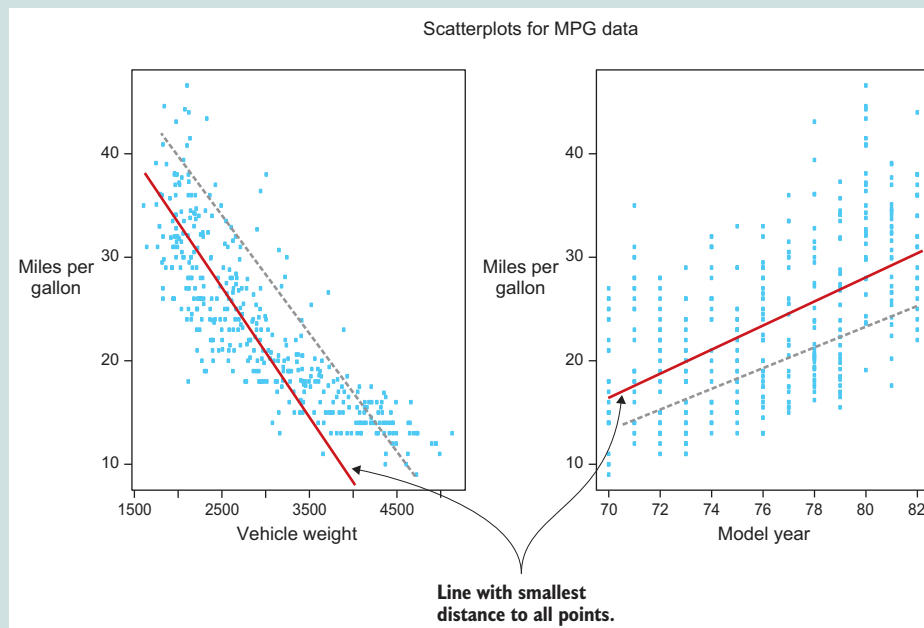 Scatterplots for MPG data
40
30
Miles per
gallon
20
10
1500
2500
3500
4500
Vehicle weight
40
30
Miles per
gallon
20
10
70
72
74
76
78
80
82
Model year
Line with smallest
distance to all points.